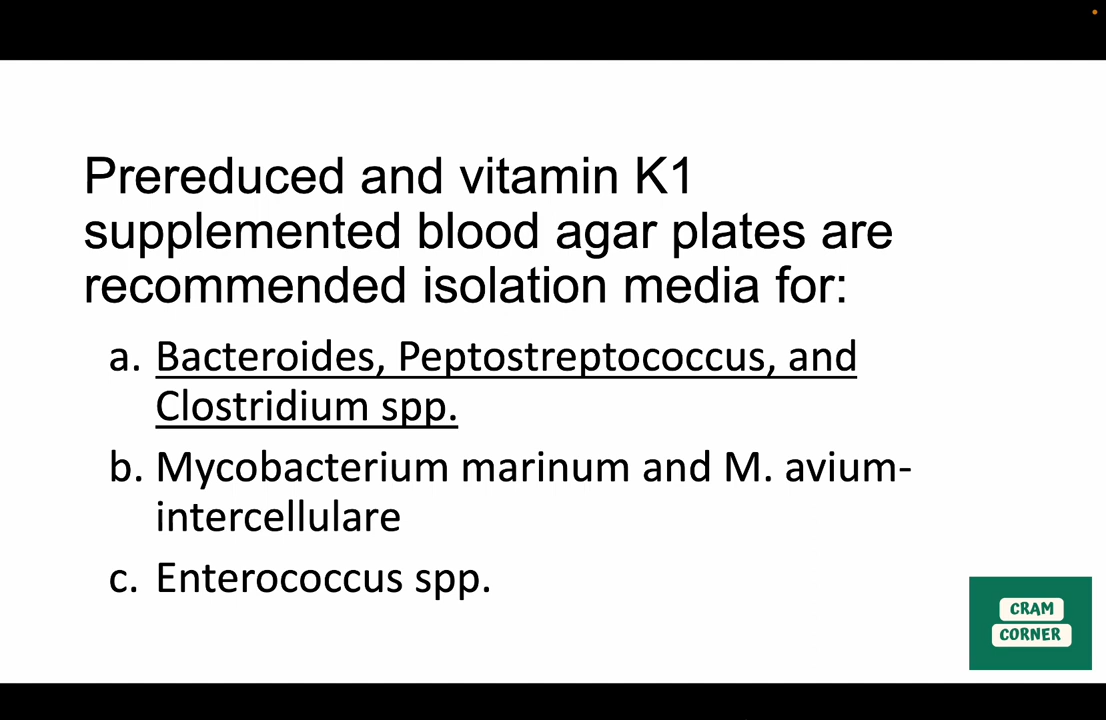 Prereduced and vitamin K1
supplemented blood agar plates are
recommended isolation media for:
a. Bacteroides, Peptostreptococcus, and
Clostridium spp.
b. Mycobacterium marinum and M. avium-
intercellulare
c. Enterococcus spp.
CRAM
CORNER